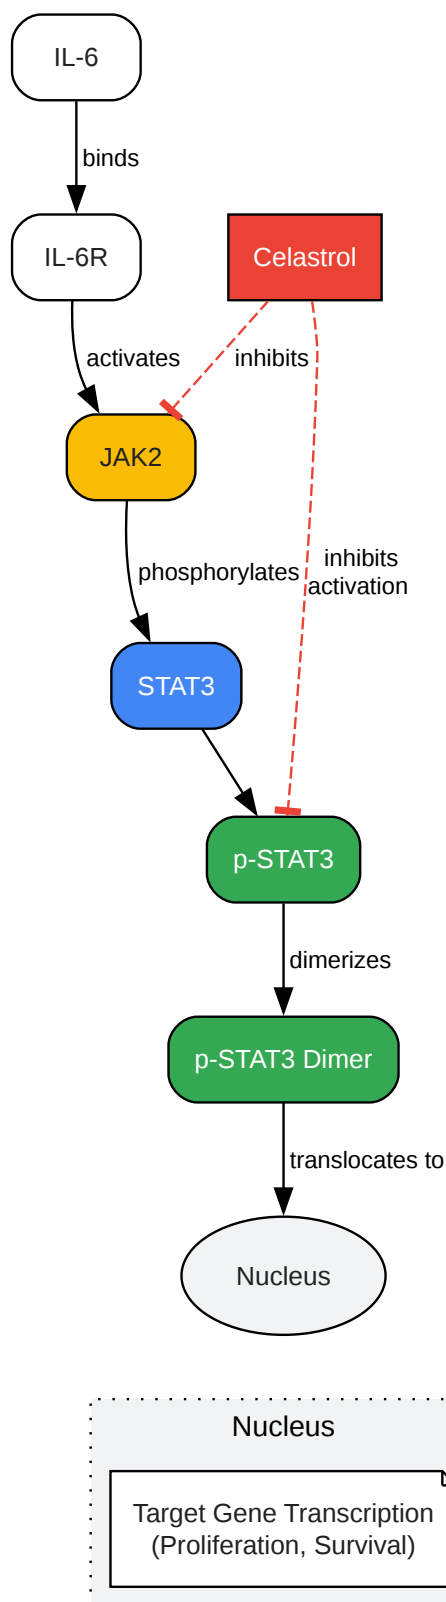 IL-6
binds
IL-6R
Celastrol
activates
inhibits
JAK2
phosphorylates
inhibits
activation
STAT3
p-STAT3
dimerizes
p-STAT3 Dimer
translocates to
Nucleus
Nucleus
Target Gene Transcription
(Proliferation, Survival)